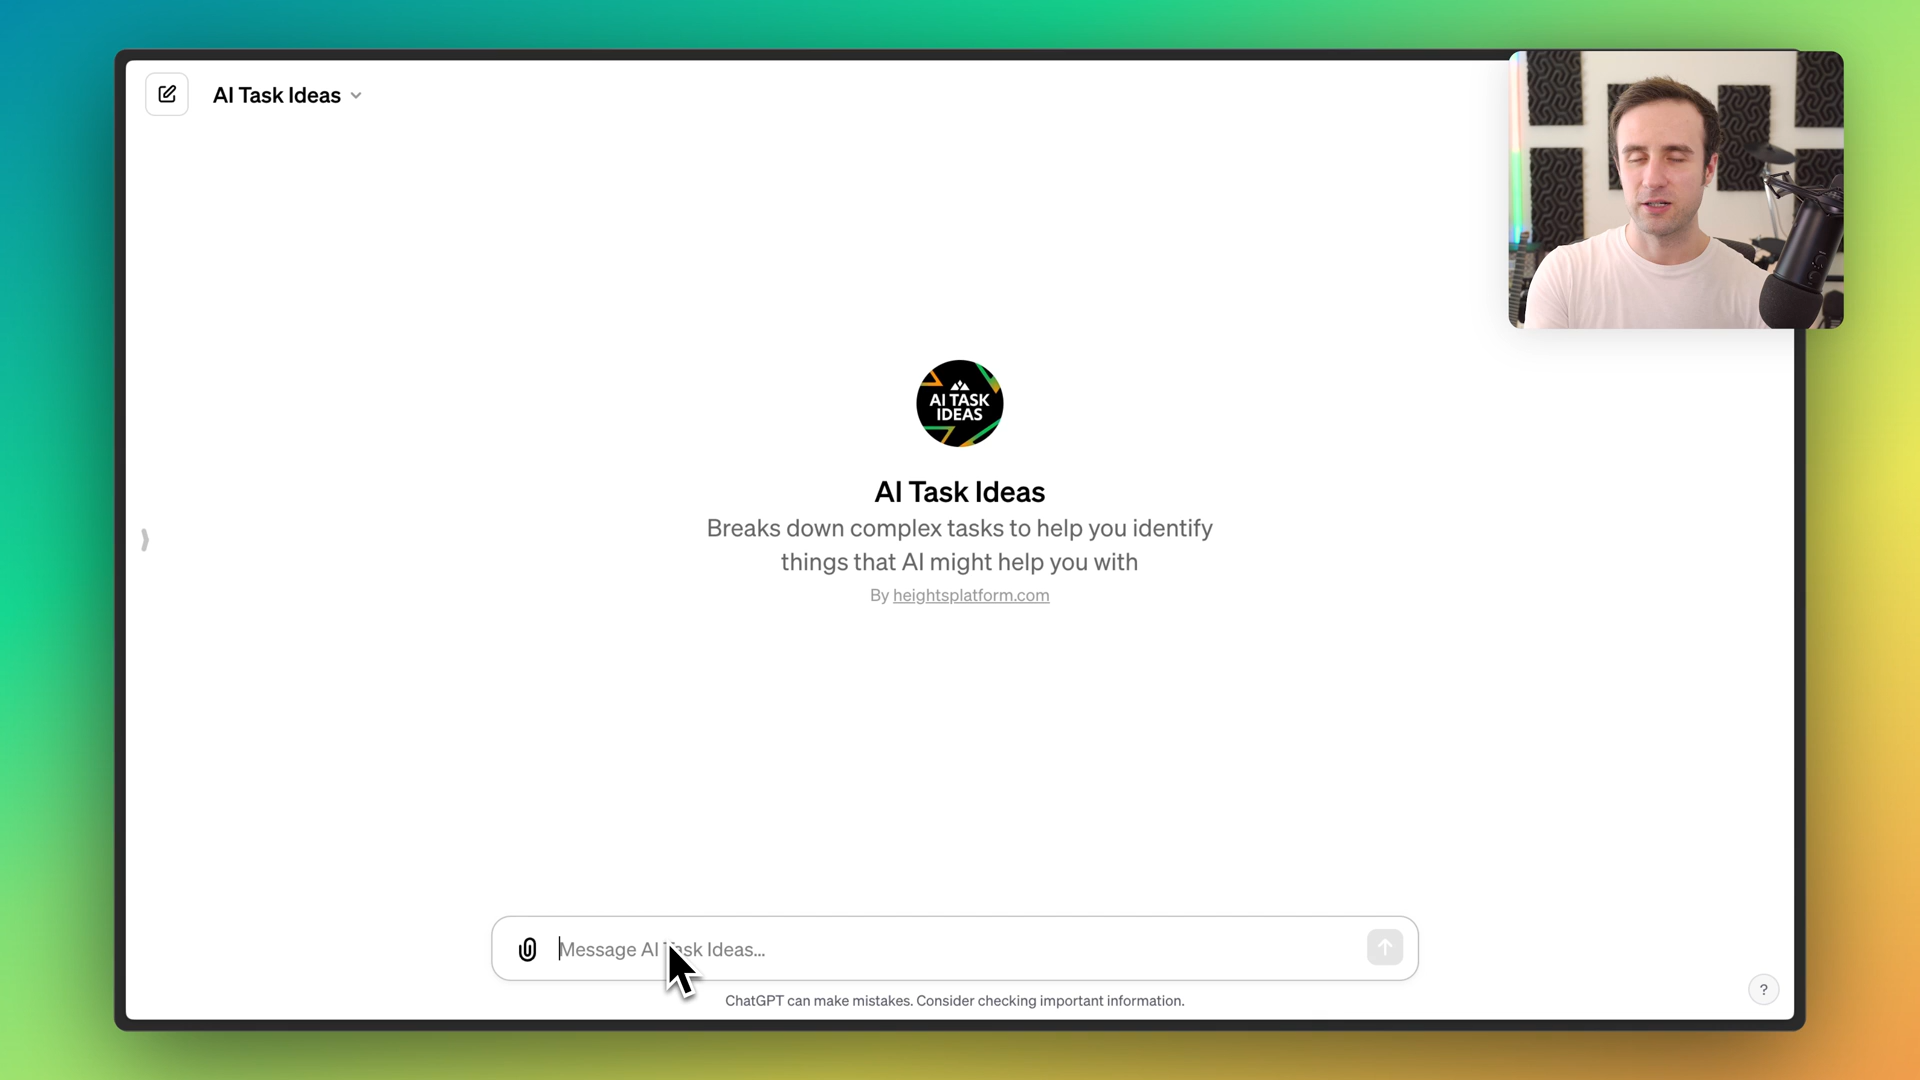 AI Task Ideas
AI TASK
IDEAS
AI Task Ideas
Breaks down complex tasks to help you identify
things that AI might help you with
By heightsplatform.com
Message AI Task Ideas...
ChatGPT can make mistakes. Consider checking important information.
?